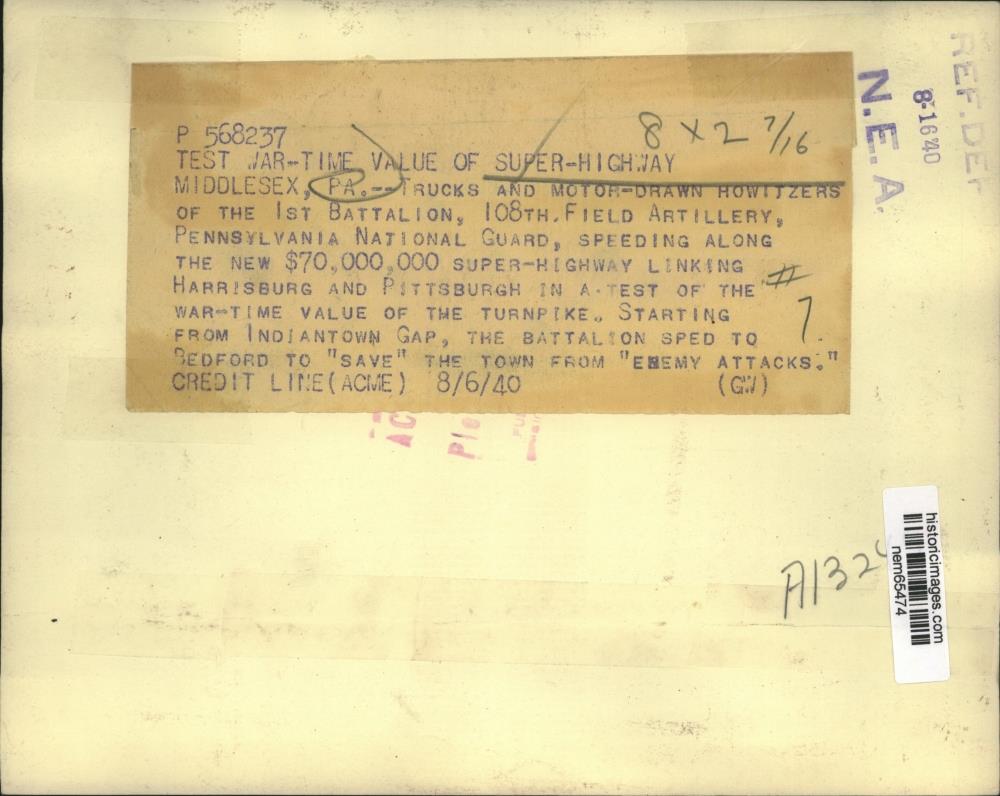 P 568237
8 x 2 7/16
TEST WAR-TIME VALUE OF SUPER-HIGHWAY
MIDDLESEX, PA.--TRUCKS AND MOTOR-DRAWN HOWITZERS
OF THE 1ST BATTALION, 108TH. FIELD ARTILLERY,
PENNSYLVANIA NATIONAL GUARD, SPEEDING ALONG
THE NEW $70,000,000 SUPER-HIGHWAY LINKING
HARRISBURG AND PITTSBURGH IN A TEST OF THE
WAR-TIME VALUE OF THE TURNPIKE. STARTING
FROM INDIANTOWN GAP, THE BATTALION SPED TO
BEDFORD TO "SAVE" THE TOWN FROM "ENEMY ATTACKS."
CREDIT LINE(ACME) 8/6/40 (GW)
#
7
N.E.A.
8-16 40
REF. DEPT
AC
Ple
A132
historicimages.com
nem65474